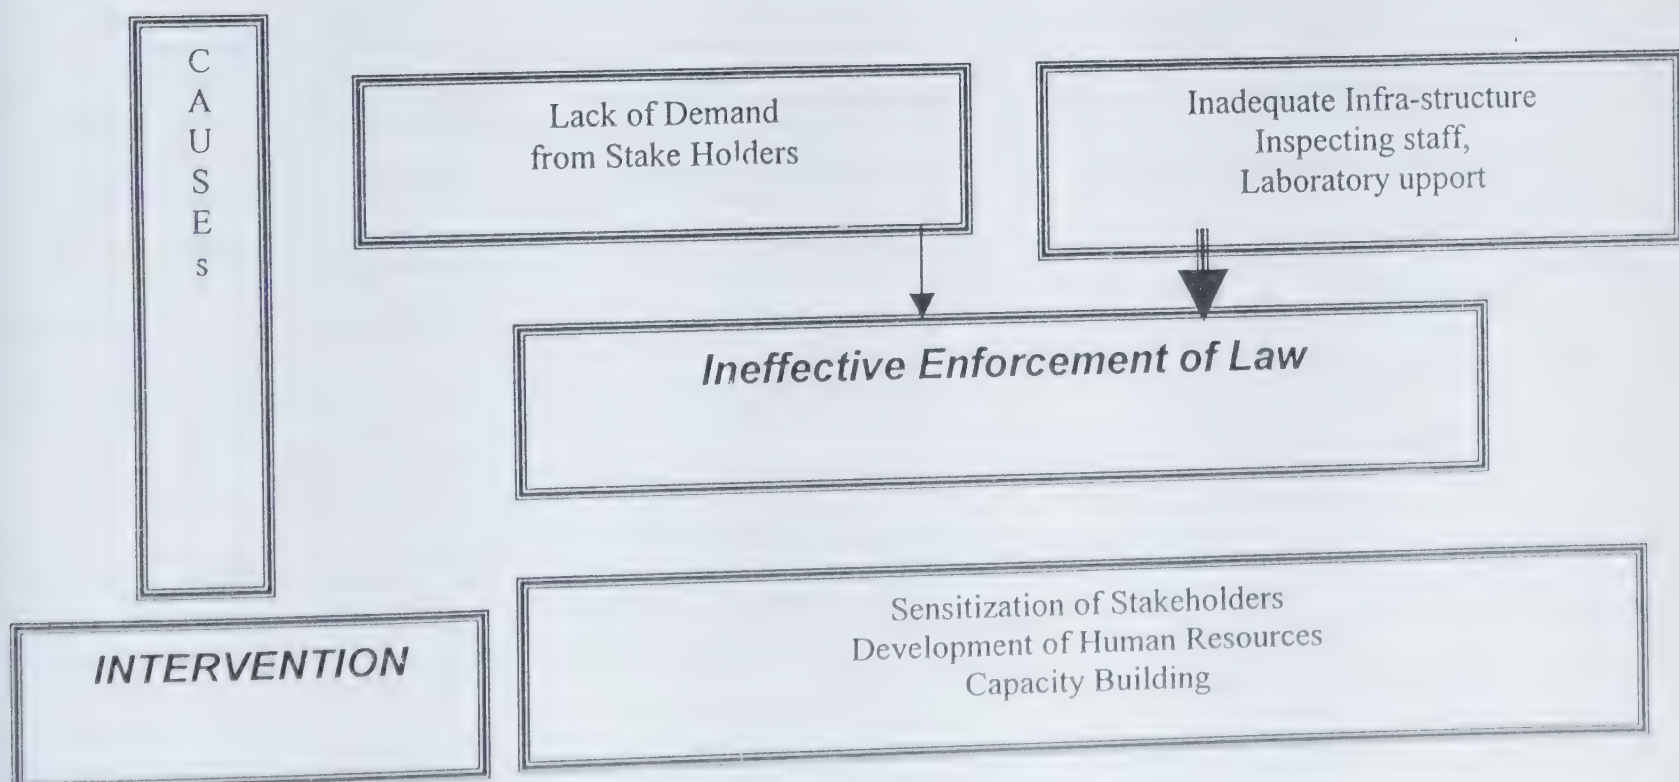 C
A
U
S
E
s
Lack of Demand
from Stake Holders
Inadequate Infra-structure
Inspecting staff,
Laboratory upport
Ineffective Enforcement of Law
INTERVENTION
Sensitization of Stakeholders
Development of Human Resources
Capacity Building